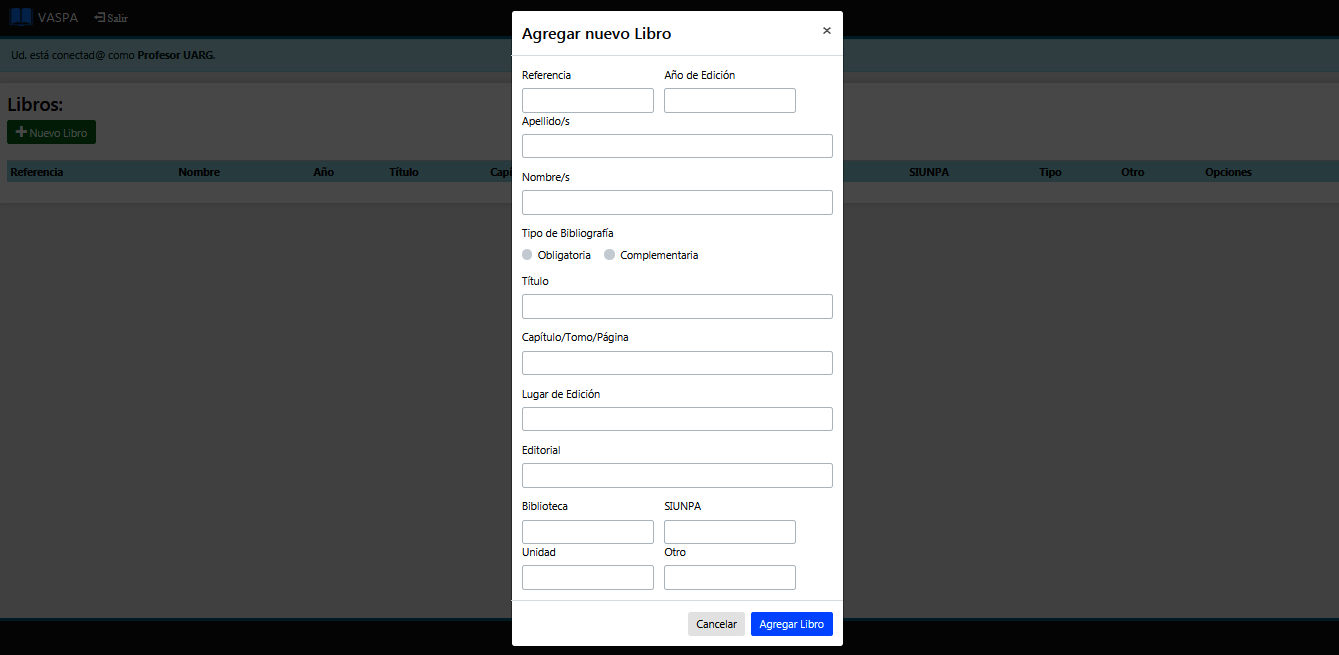 VASPA Salir
Ud. está conectad@ como Profesor UARG.
Libros:
Nuevo Libro
Referencia Nombre Año Título Capí SIUNPA Tipo Otro Opciones
Agregar nuevo Libro ×
Referencia Año de Edición
Apellido/s
Nombre/s
Tipo de Bibliografía
Obligatoria Complementaria
Título
Capítulo/Tomo/Página
Lugar de Edición
Editorial
Biblioteca SIUNPA
Unidad Otro
Cancelar Agregar Libro